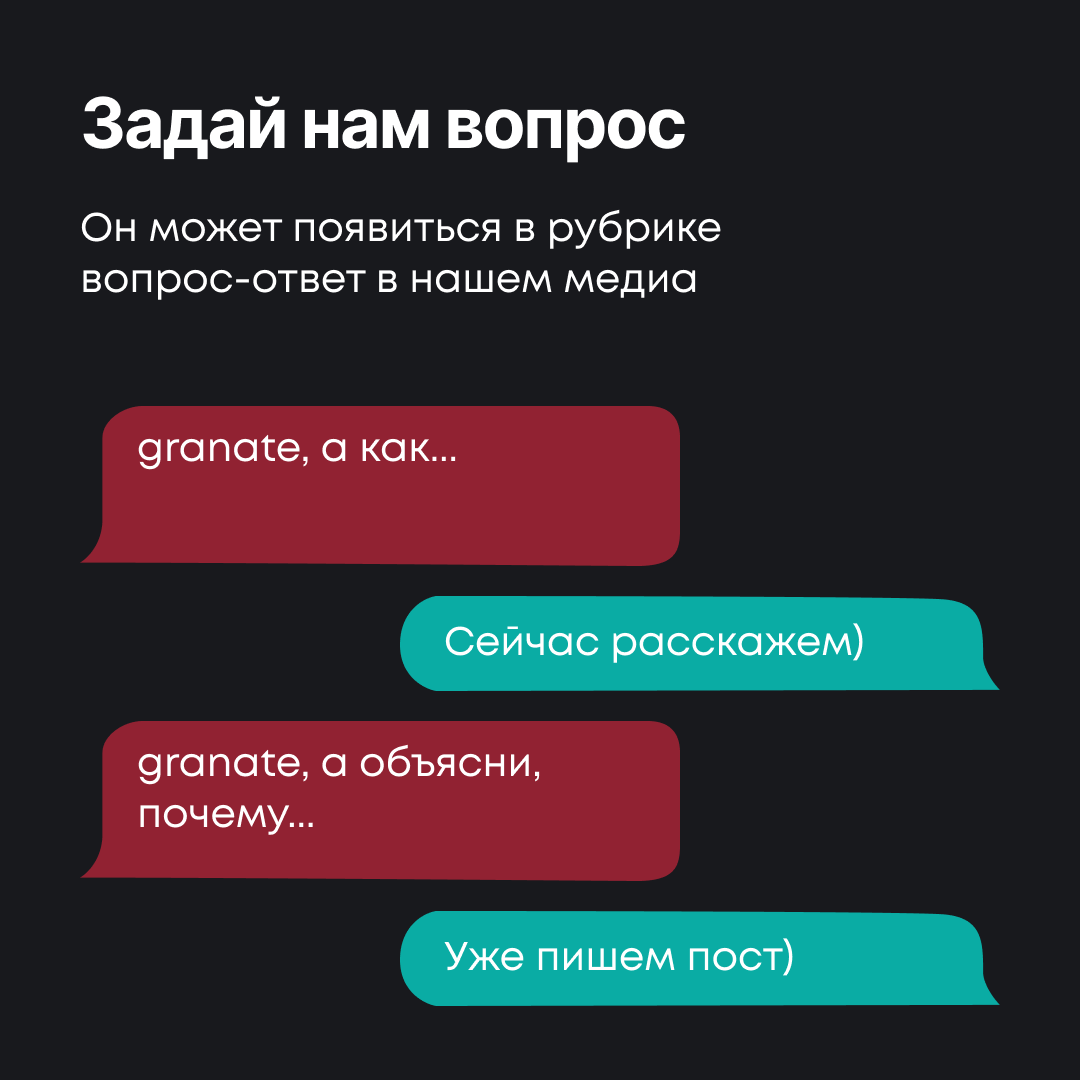 Задай нам вопрос
Он может появиться в рубрике
вопрос-ответ в нашем медиа
granate, а как...
Сейчас расскажем)
granate, а объясни,
почему...
Уже пишем пост)